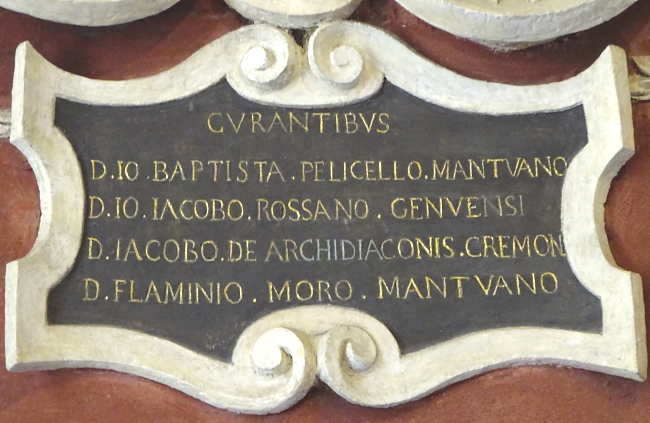 CVRANTIBVS
D.IO.BAPTISTA.PELICELLO.MANTVANO
D.IO.IACOBO.ROSSANO.GENVENSI
D.IACOBO.DE ARCHIDIACONIS.CREMON
D.FLAMINIO.MORO.MANTVANO